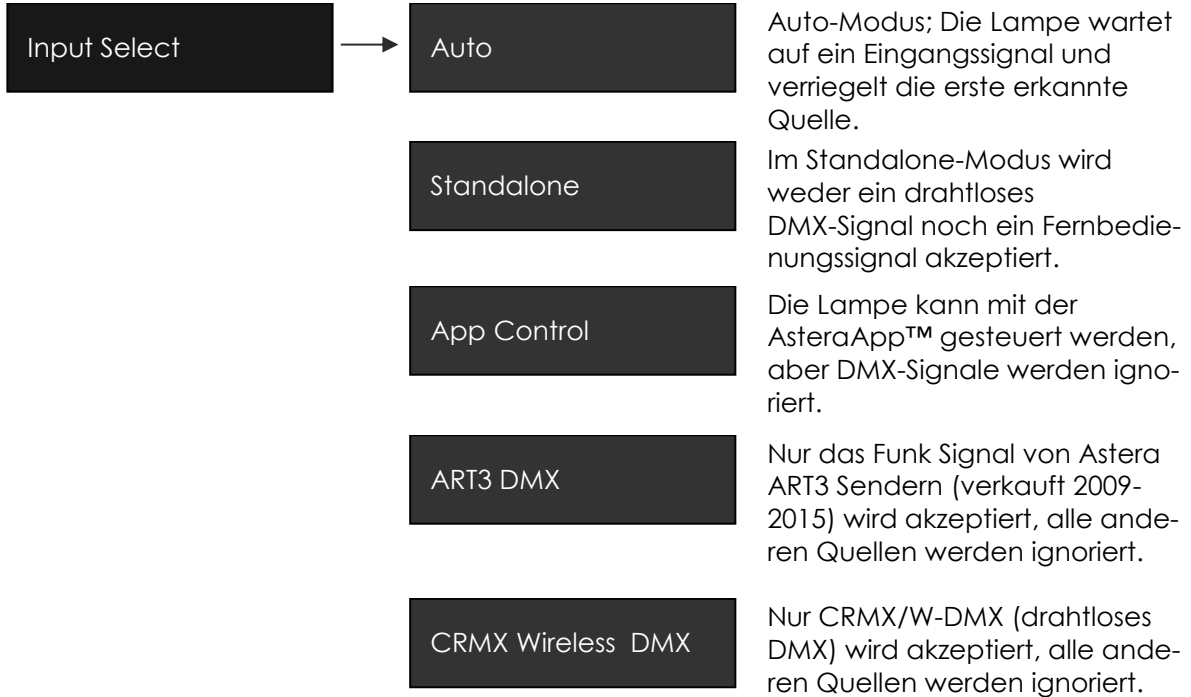 Input Select
Auto
Auto-Modus; Die Lampe wartet
auf ein Eingangssignal und
verriegelt die erste erkannte
Quelle.
Standalone
Im Standalone-Modus wird
weder ein drahtloses
DMX-Signal noch ein Fernbedie-
nungssignal akzeptiert.
App Control
Die Lampe kann mit der
AsteraApp™ gesteuert werden,
aber DMX-Signale werden igno-
riert.
ART3 DMX
Nur das Funk Signal von Astera
ART3 Sendern (verkauft 2009-
2015) wird akzeptiert, alle ande-
ren Quellen werden ignoriert.
CRMX Wireless  DMX
Nur CRMX/W-DMX (drahtloses
DMX) wird akzeptiert, alle ande-
ren Quellen werden ignoriert.